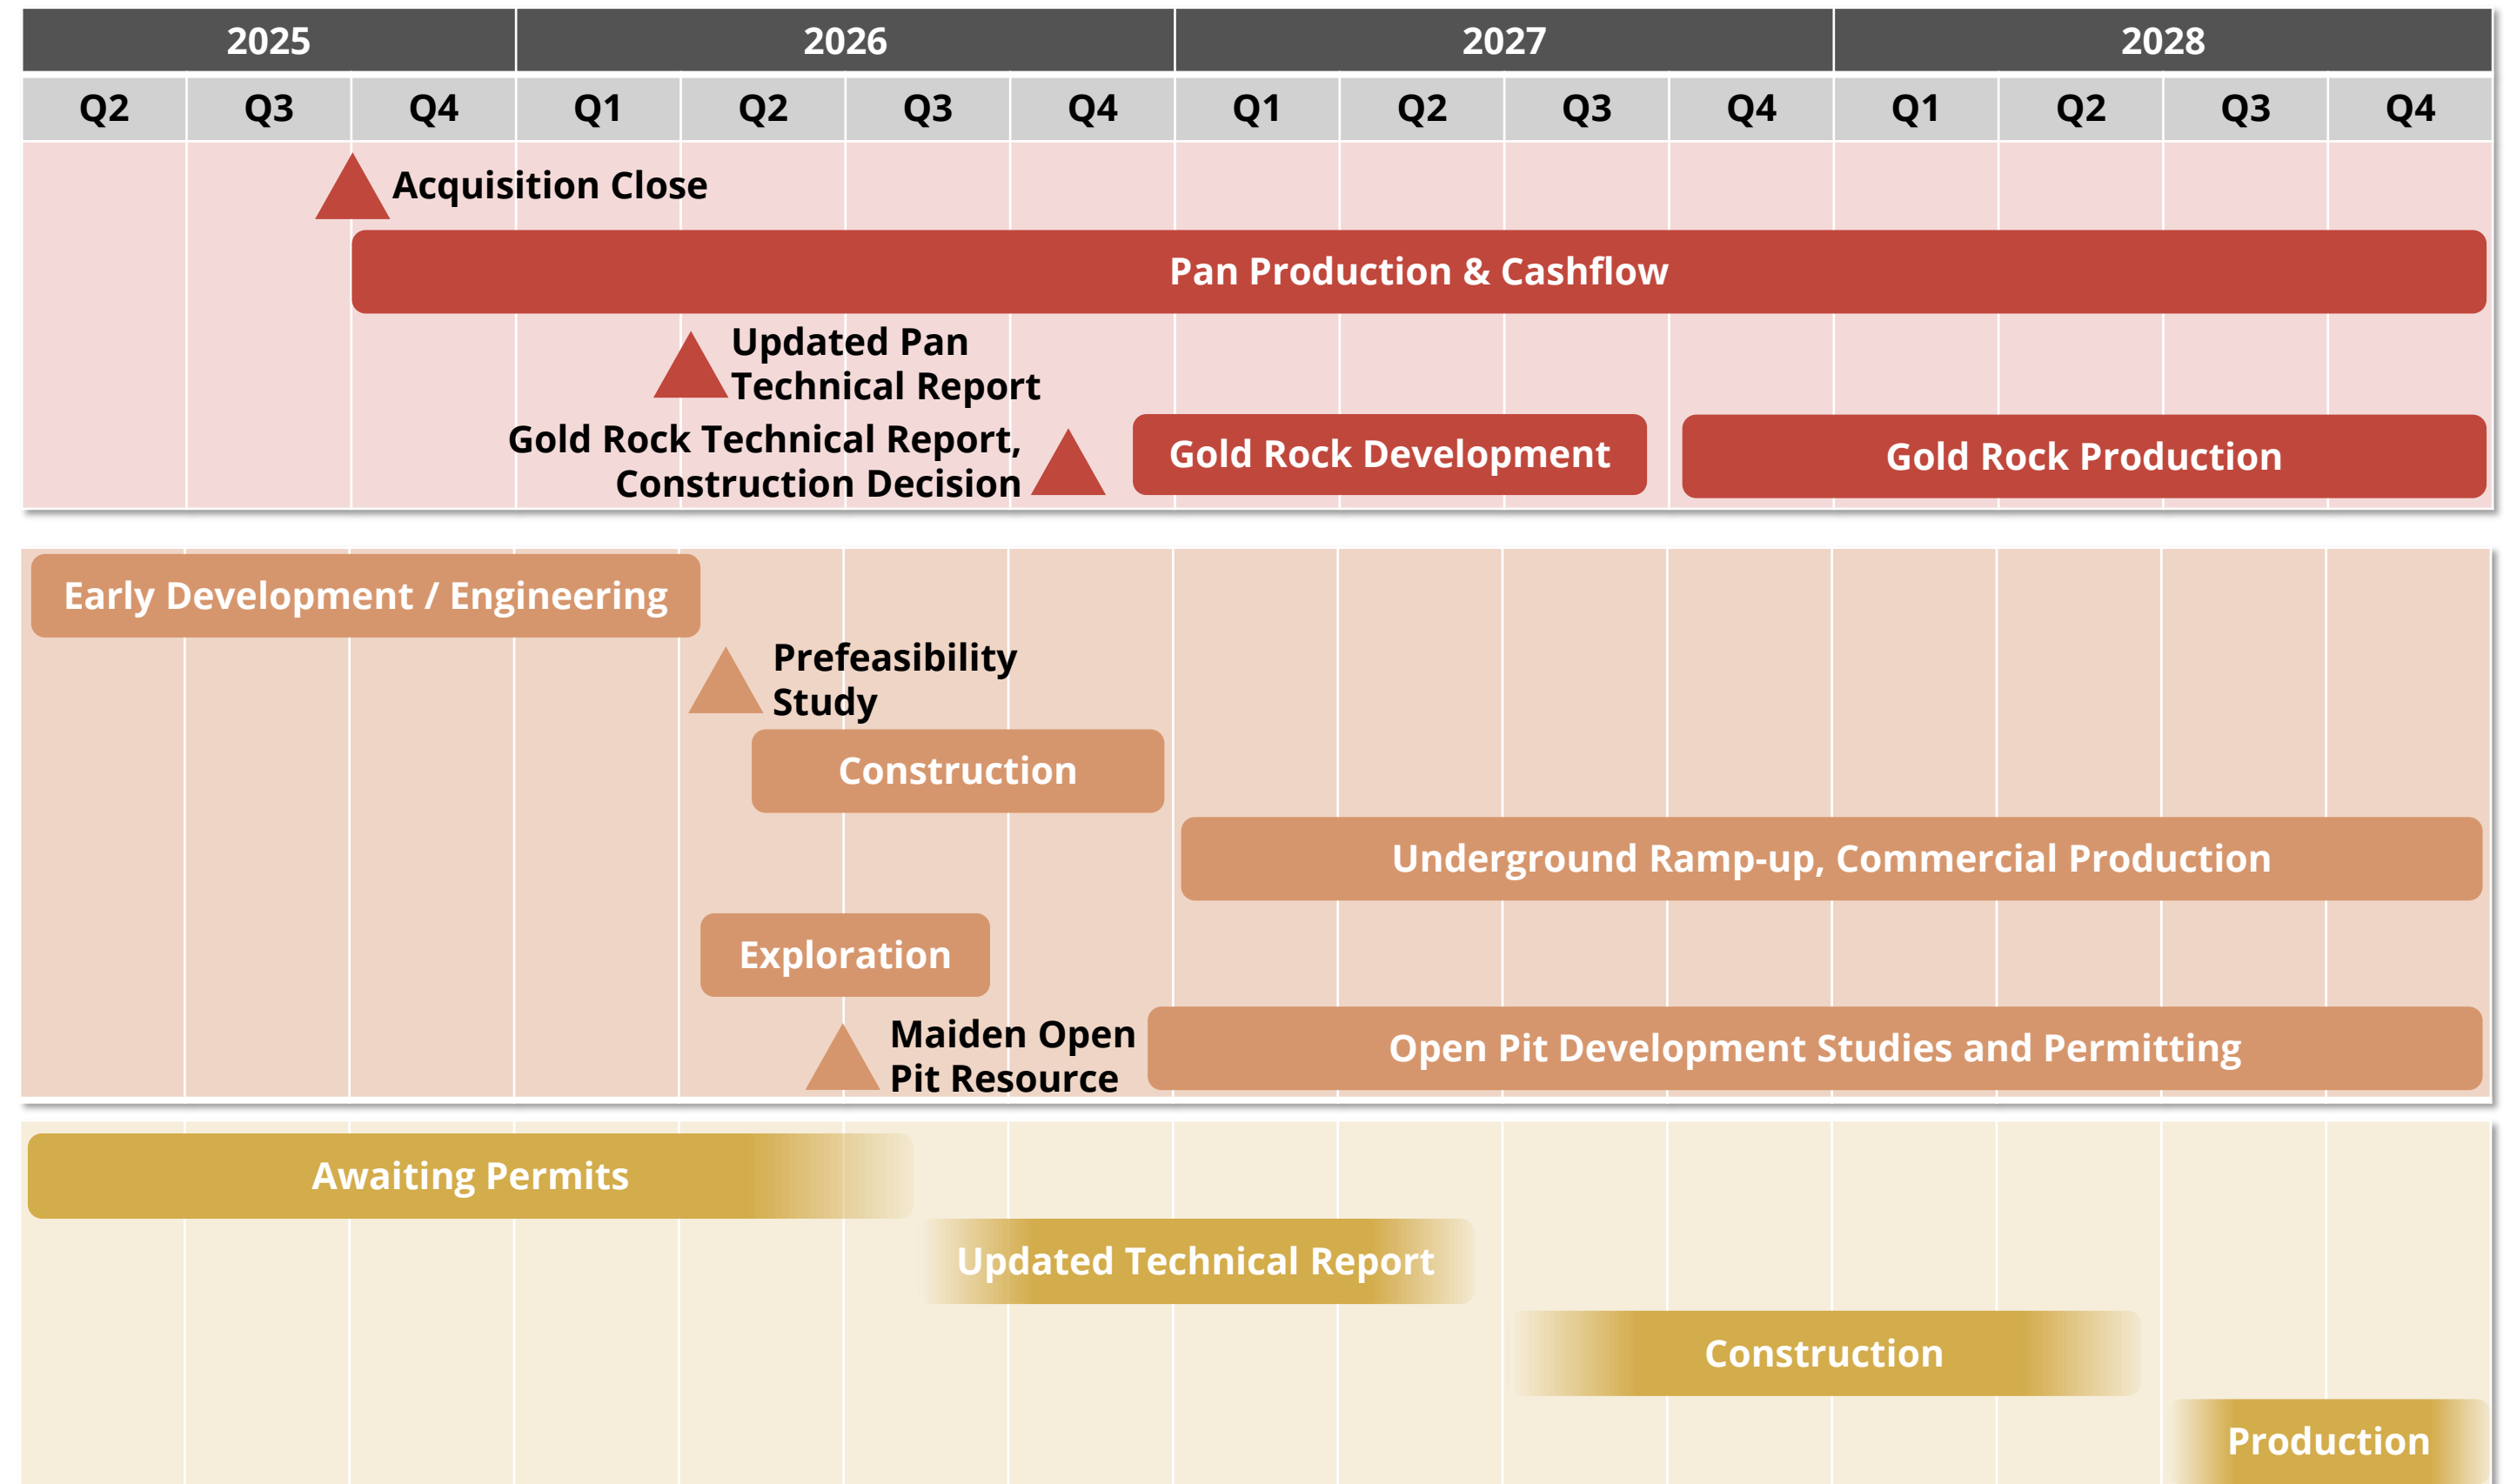 2025 2026 2027 2028
Q2 Q3 Q4 Q1 Q2 Q3 Q4 Q1 Q2 Q3 Q4 Q1 Q2 Q3 Q4
Acquisition Close
Pan Production & Cashflow
Updated Pan
Technical Report
Gold Rock Technical Report,
Construction Decision
Gold Rock Development
Gold Rock Production
Early Development / Engineering
Prefeasibility
Study
Construction
Underground Ramp-up, Commercial Production
Exploration
Maiden Open
Pit Resource
Open Pit Development Studies and Permitting
Awaiting Permits
Updated Technical Report
Construction
Production